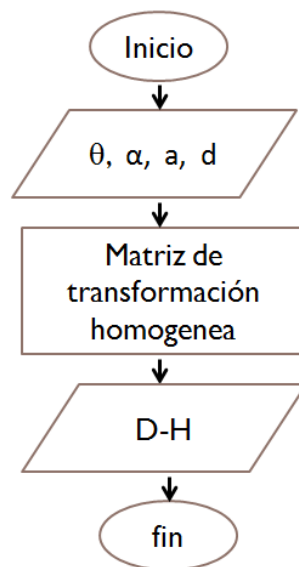 Inicio
θ, α, a, d
Matriz de
transformación
homogenea
D-H
fin